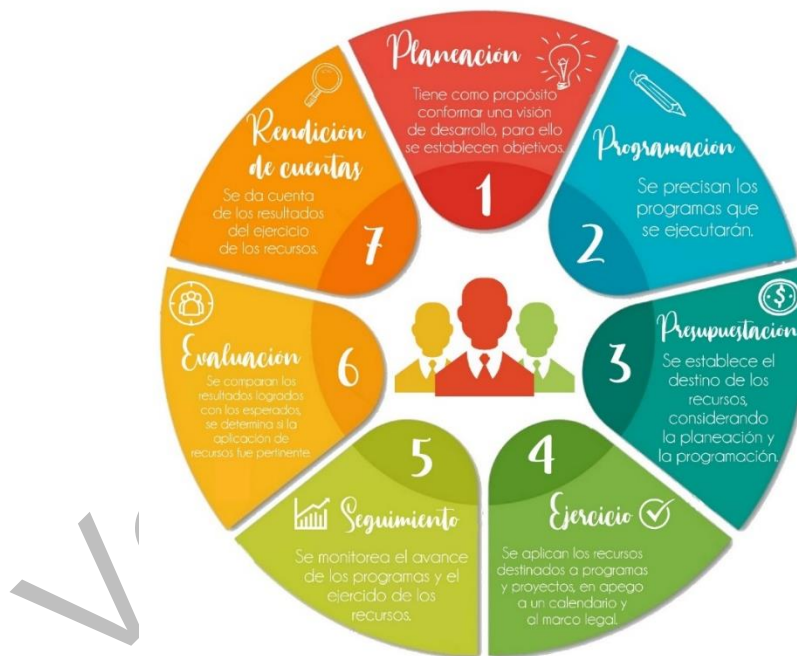 Planeación
Tiene como propósito
conformar una visión
de desarrollo, para ello
se establecen objetivos.
1
Programación
Se precisan los
programas que
se ejecutarán.
2
Presupuestación
Se establece el
destino de los
recursos,
considerando
la planeación y
la programación.
3
4
Ejercicio
Se aplican los recursos
destinados a programas
y proyectos, en apego
a un calendario y
al marco legal.
5
Seguimiento
Se monitorea el avance
de los programas y el
ejercido de los
recursos.
Evaluación
Se comparan los
resultados logrados
con los esperados,
se determina si la
aplicación de
recursos fue pertinente.
6
Rendición
de cuentas
Se da cuenta
de los resultados
del ejercicio
de los recursos.
7